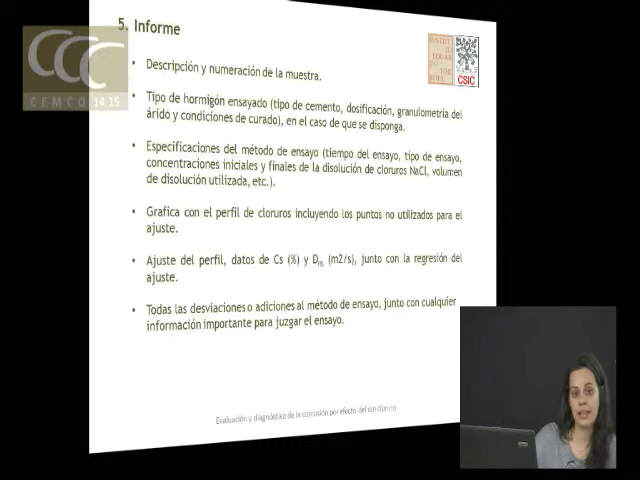 5. Informe
CCC
CEMCO 14.15
CSIC
• Descripción y numeración de la muestra.
• Tipo de hormigón ensayado (tipo de cemento, dosificación, granulometría del
árido y condiciones de curado), en el caso de que se disponga.
• Especificaciones del método de ensayo (tiempo del ensayo, tipo de ensayo,
concentraciones iniciales y finales de la disolución de cloruros NaCl, volumen
de disolución utilizada, etc.).
• Grafica con el perfil de cloruros incluyendo los puntos no utilizados para el
ajuste.
• Ajuste del perfil, datos de Cs (%) y Dns (m2/s), junto con la regresión del
ajuste.
• Todas las desviaciones o adiciones al método de ensayo, junto con cualquier
información importante para juzgar el ensayo.
Evaluación y diagnóstico de la corrosión por efecto del ion cloruro